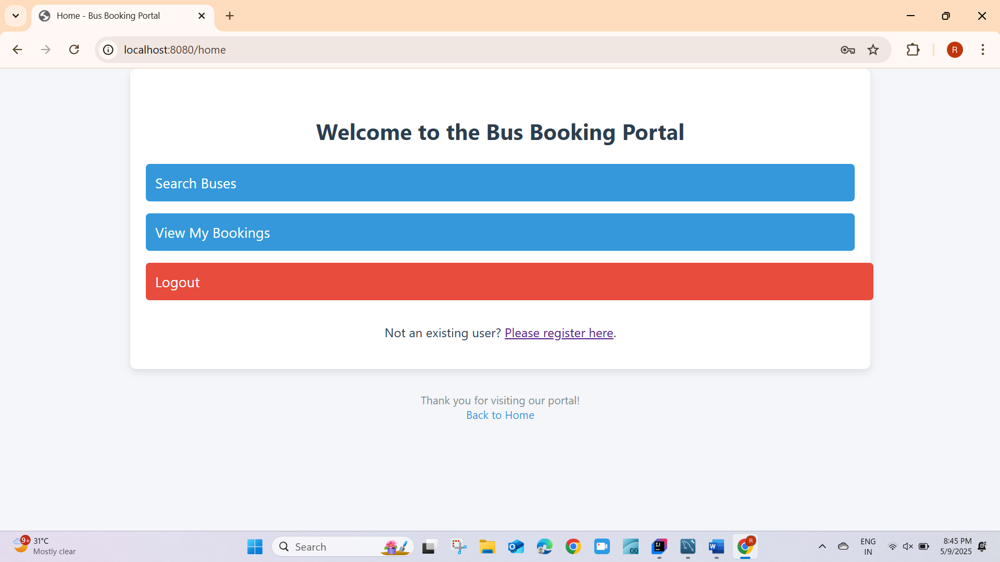 Home - Bus Booking Portal
localhost:8080/home
R
Welcome to the Bus Booking Portal
Search Buses
View My Bookings
Logout
Not an existing user? Please register here.
Thank you for visiting our portal!
Back to Home
9+
31°C
Mostly clear
Search
O
00
IJ
W
R
ENG
IN
8:45 PM
5/9/2025